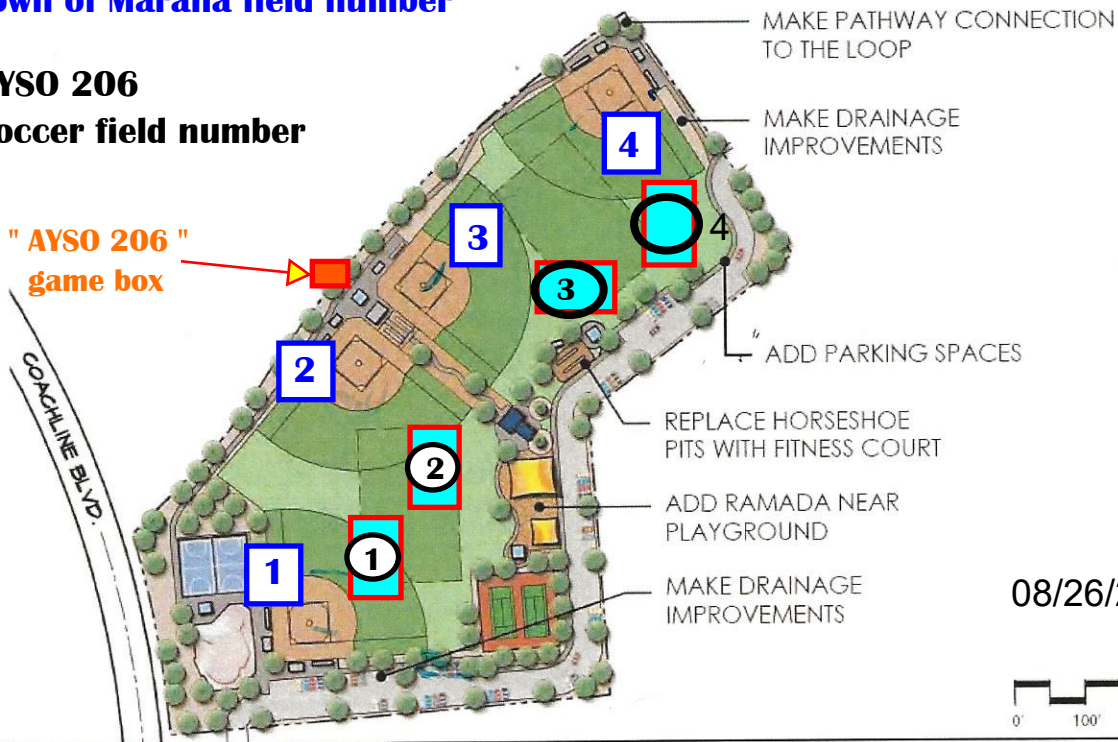 own of Marana field number
YSO 206
occer field number
MAKE PATHWAY CONNECTION
TO THE LOOP
MAKE DRAINAGE
IMPROVEMENTS
4
3
4
" AYSO 206 "
game box
3
ADD PARKING SPACES
2
COACHLINE BLVD.
REPLACE HORSESHOE
PITS WITH FITNESS COURT
2
ADD RAMADA NEAR
PLAYGROUND
1
1
MAKE DRAINAGE
IMPROVEMENTS
08/26/2
0' 100'